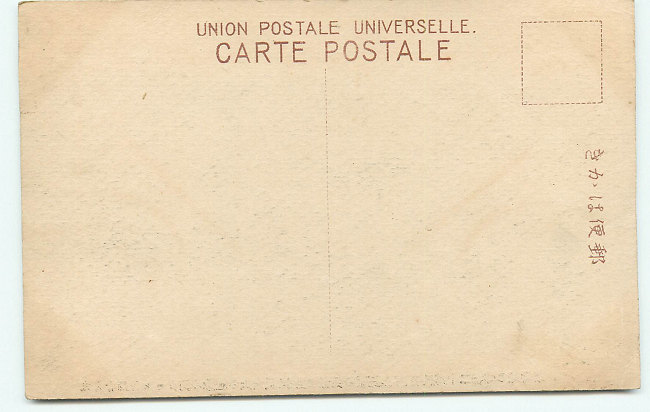 UNION POSTALE UNIVERSELLE.
CARTE POSTALE
郵便はかき